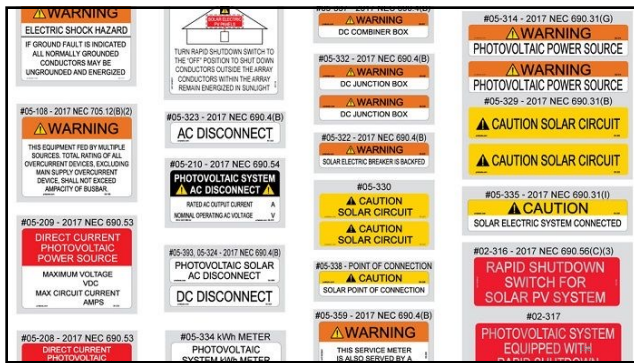 WARNING
ELECTRIC SHOCK HAZARD
IF GROUND FAULT IS INDICATED
ALL NORMALLY GROUNDED
CONDUCTORS MAY BE
UNGROUNDED AND ENERGIZED
#05-108 - 2017 NEC 705.12(B)(2)
WARNING
THIS EQUIPMENT FED BY MULTIPLE
SOURCES. TOTAL RATING OF ALL
OVERCURRENT DEVICES, EXCLUDING
MAIN SUPPLY OVERCURRENT
DEVICE, SHALL NOT EXCEED
AMPACITY OF BUSBAR.
#05-209 - 2017 NEC 690.53
DIRECT CURRENT
PHOTOVOLTAIC
POWER SOURCE
MAXIMUM VOLTAGE
VDC
MAX CIRCUIT CURRENT
AMPS
#05-208 - 2017 NEC 690.53
DIRECT CURRENT
PHOTOVOLTAIC
SOLAR ELECTRIC
PV PANELS
TURN RAPID SHUTDOWN SWITCH TO
THE "OFF" POSITION TO SHUT DOWN
CONDUCTORS OUTSIDE THE ARRAY
CONDUCTORS WITHIN THE ARRAY
REMAIN ENERGIZED IN SUNLIGHT
#05-323 - 2017 NEC 690.4(B)
AC DISCONNECT
#05-210 - 2017 NEC 690.54
PHOTOVOLTAIC SYSTEM
AC DISCONNECT
RATED AC OUTPUT CURRENT A
NOMINAL OPERATING AC VOLTAGE V
#05-393, 05-324 - 2017 NEC 690.4(B)
PHOTOVOLTAIC SOLAR
AC DISCONNECT
DC DISCONNECT
#05-334 kWh METER
PHOTOVOLTAIC
SYSTEM kWh METER
WARNING
DC COMBINER BOX
#05-332 - 2017 NEC 690.4(B)
WARNING
DC JUNCTION BOX
WARNING
DC JUNCTION BOX
#05-322 - 2017 NEC 690.4(B)
WARNING
SOLAR ELECTRIC BREAKER IS BACKFED
#05-330
CAUTION
SOLAR CIRCUIT
CAUTION
SOLAR CIRCUIT
#05-338 - POINT OF CONNECTION
CAUTION
SOLAR POINT OF CONNECTION
#05-359 - 2017 NEC 690.4(B)
WARNING
THIS SERVICE METER
IS ALSO SERVED BY A
#05-314 - 2017 NEC 690.31(G)
WARNING
PHOTOVOLTAIC POWER SOURCE
WARNING
PHOTOVOLTAIC POWER SOURCE
#05-329 - 2017 NEC 690.31(B)
CAUTION SOLAR CIRCUIT
CAUTION SOLAR CIRCUIT
#05-335 - 2017 NEC 690.31(I)
CAUTION
SOLAR ELECTRIC SYSTEM CONNECTED
#02-316 - 2017 NEC 690.56(C)(3)
RAPID SHUTDOWN
SWITCH FOR
SOLAR PV SYSTEM
#02-317
PHOTOVOLTAIC SYSTEM
EQUIPPED WITH
RAPID SHUTDOWN